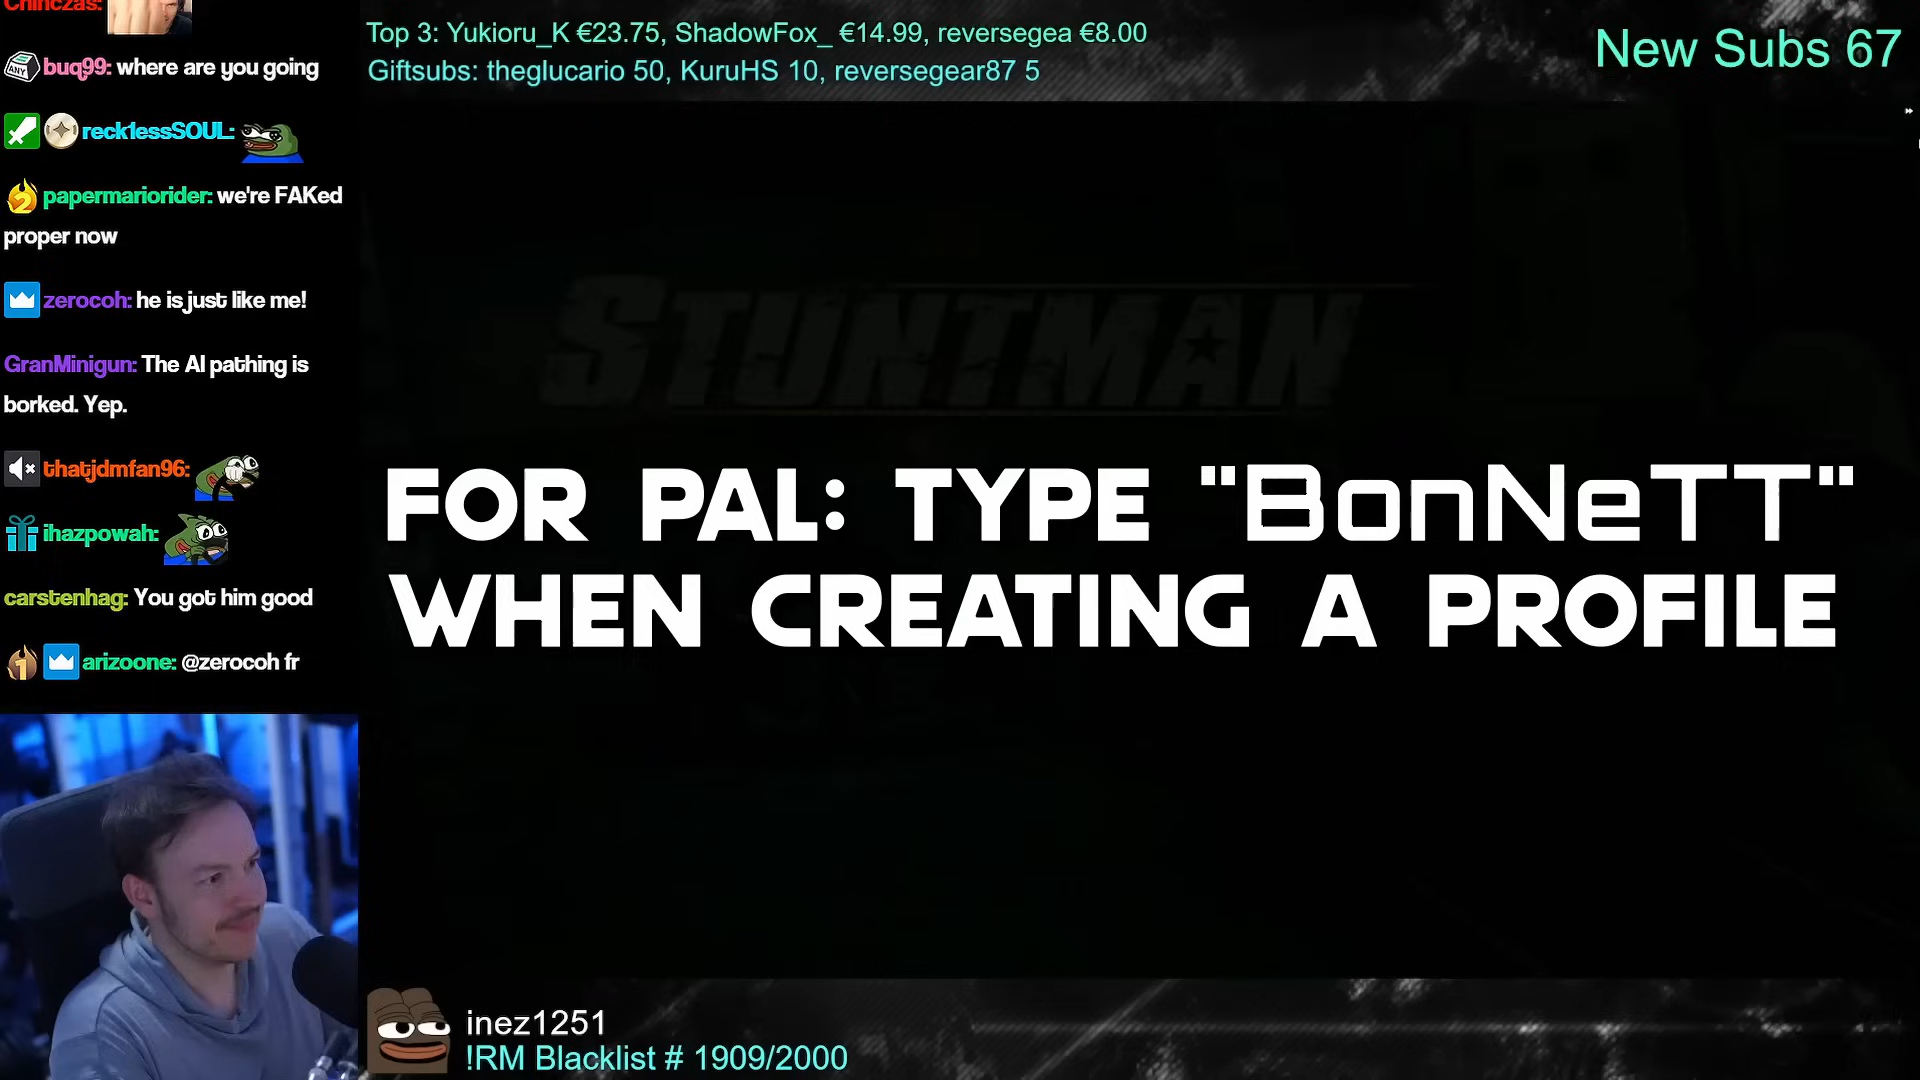 Chinczas:
buq99: where are you going
reck1essSOUL:
papermariorider: we're FAKed
proper now
zerocoh: he is just like me!
GranMinigun: The AI pathing is
borked. Yep.
thatjdmfan96:
ihazpowah:
carstenhag: You got him good
arizoone: @zerocoh fr
Top 3: Yukioru_K €23.75, ShadowFox_ €14.99, reversegea €8.00
Giftsubs: theglucario 50, KuruHS 10, reversegear87 5
New Subs 67
STUNTMAN
FOR PAL: TYPE "BonNeTT"
WHEN CREATING A PROFILE
inez1251
!RM Blacklist # 1909/2000